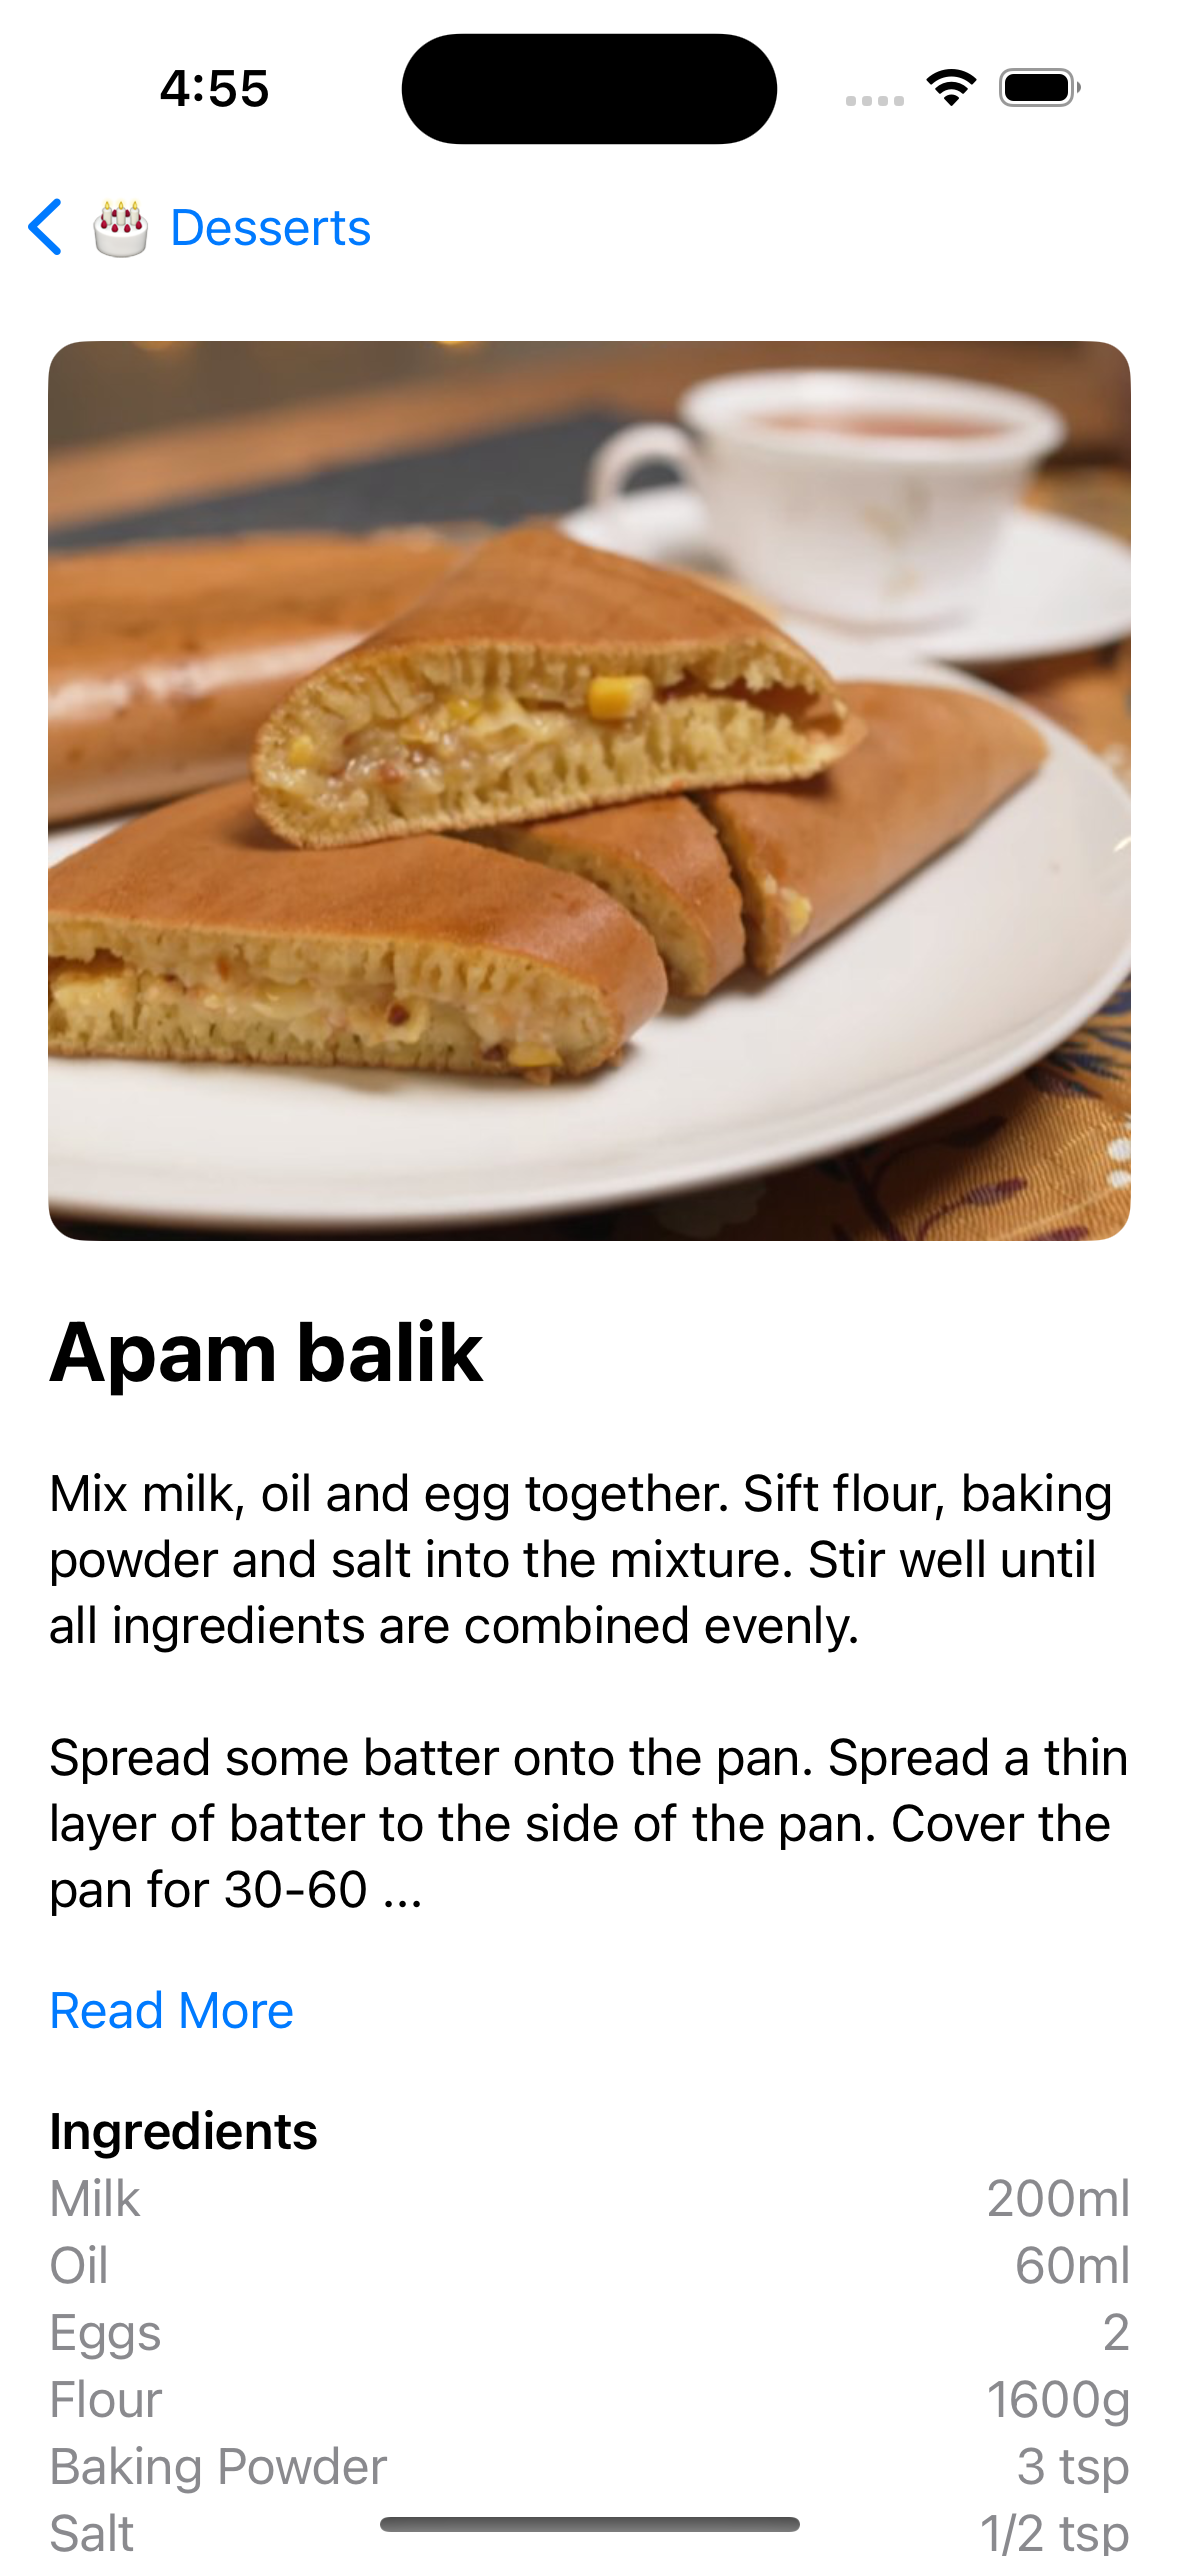 4:55
Desserts
Apam balik
Mix milk, oil and egg together. Sift flour, baking
powder and salt into the mixture. Stir well until
all ingredients are combined evenly.
Spread some batter onto the pan. Spread a thin
layer of batter to the side of the pan. Cover the
pan for 30-60 ...
Read More
Ingredients
Milk 200ml
Oil 60ml
Eggs 2
Flour 1600g
Baking Powder 3 tsp
Salt 1/2 tsp